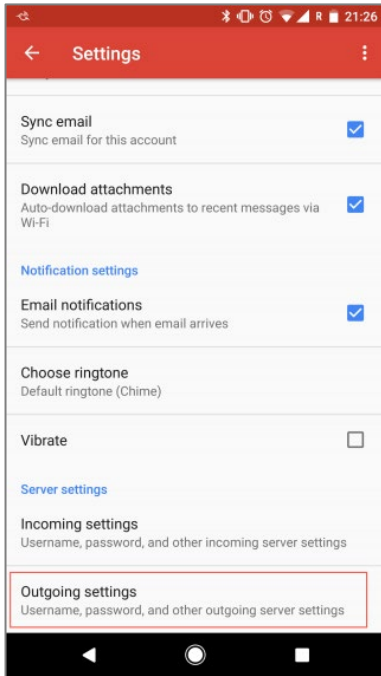 R 21:26
Settings
Sync email
Sync email for this account
Download attachments
Auto-download attachments to recent messages via
Wi-Fi
Notification settings
Email notifications
Send notification when email arrives
Choose ringtone
Default ringtone (Chime)
Vibrate
Server settings
Incoming settings
Username, password, and other incoming server settings
Outgoing settings
Username, password, and other outgoing server settings